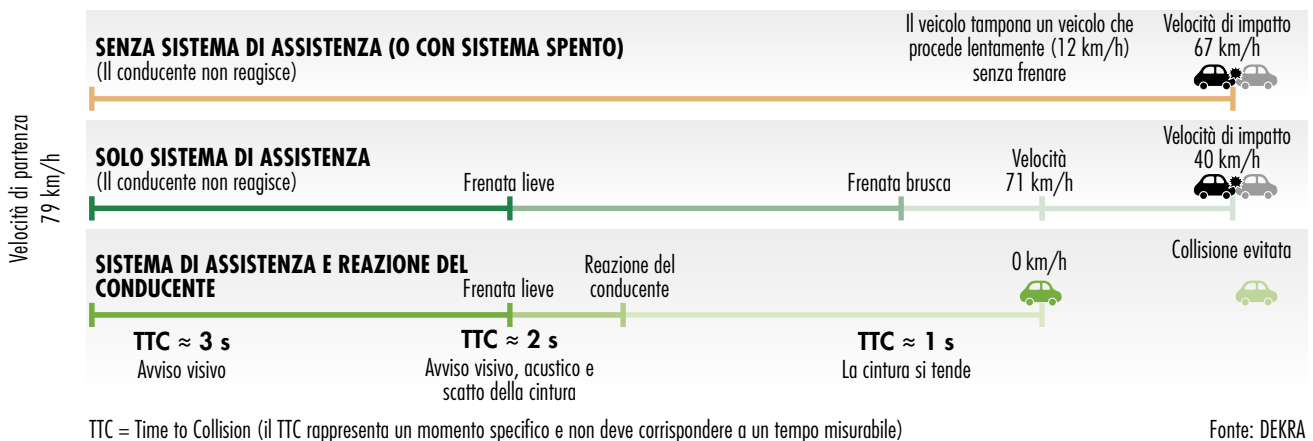 Velocità di partenza
79 km/h
SENZA SISTEMA DI ASSISTENZA (O CON SISTEMA SPENTO)
(Il conducente non reagisce)
Il veicolo tampona un veicolo che
procede lentamente (12 km/h)
senza frenare
Velocità di impatto
67 km/h
SOLO SISTEMA DI ASSISTENZA
(Il conducente non reagisce)
Frenata lieve
Frenata brusca
Velocità
71 km/h
Velocità di impatto
40 km/h
SISTEMA DI ASSISTENZA E REAZIONE DEL
CONDUCENTE
Frenata lieve
Reazione del
conducente
0 km/h
Collisione evitata
TTC ≈ 3 s
Avviso visivo
TTC ≈ 2 s
Avviso visivo, acustico e
scatto della cintura
TTC ≈ 1 s
La cintura si tende
TTC = Time to Collision (il TTC rappresenta un momento specifico e non deve corrispondere a un tempo misurabile)
Fonte: DEKRA